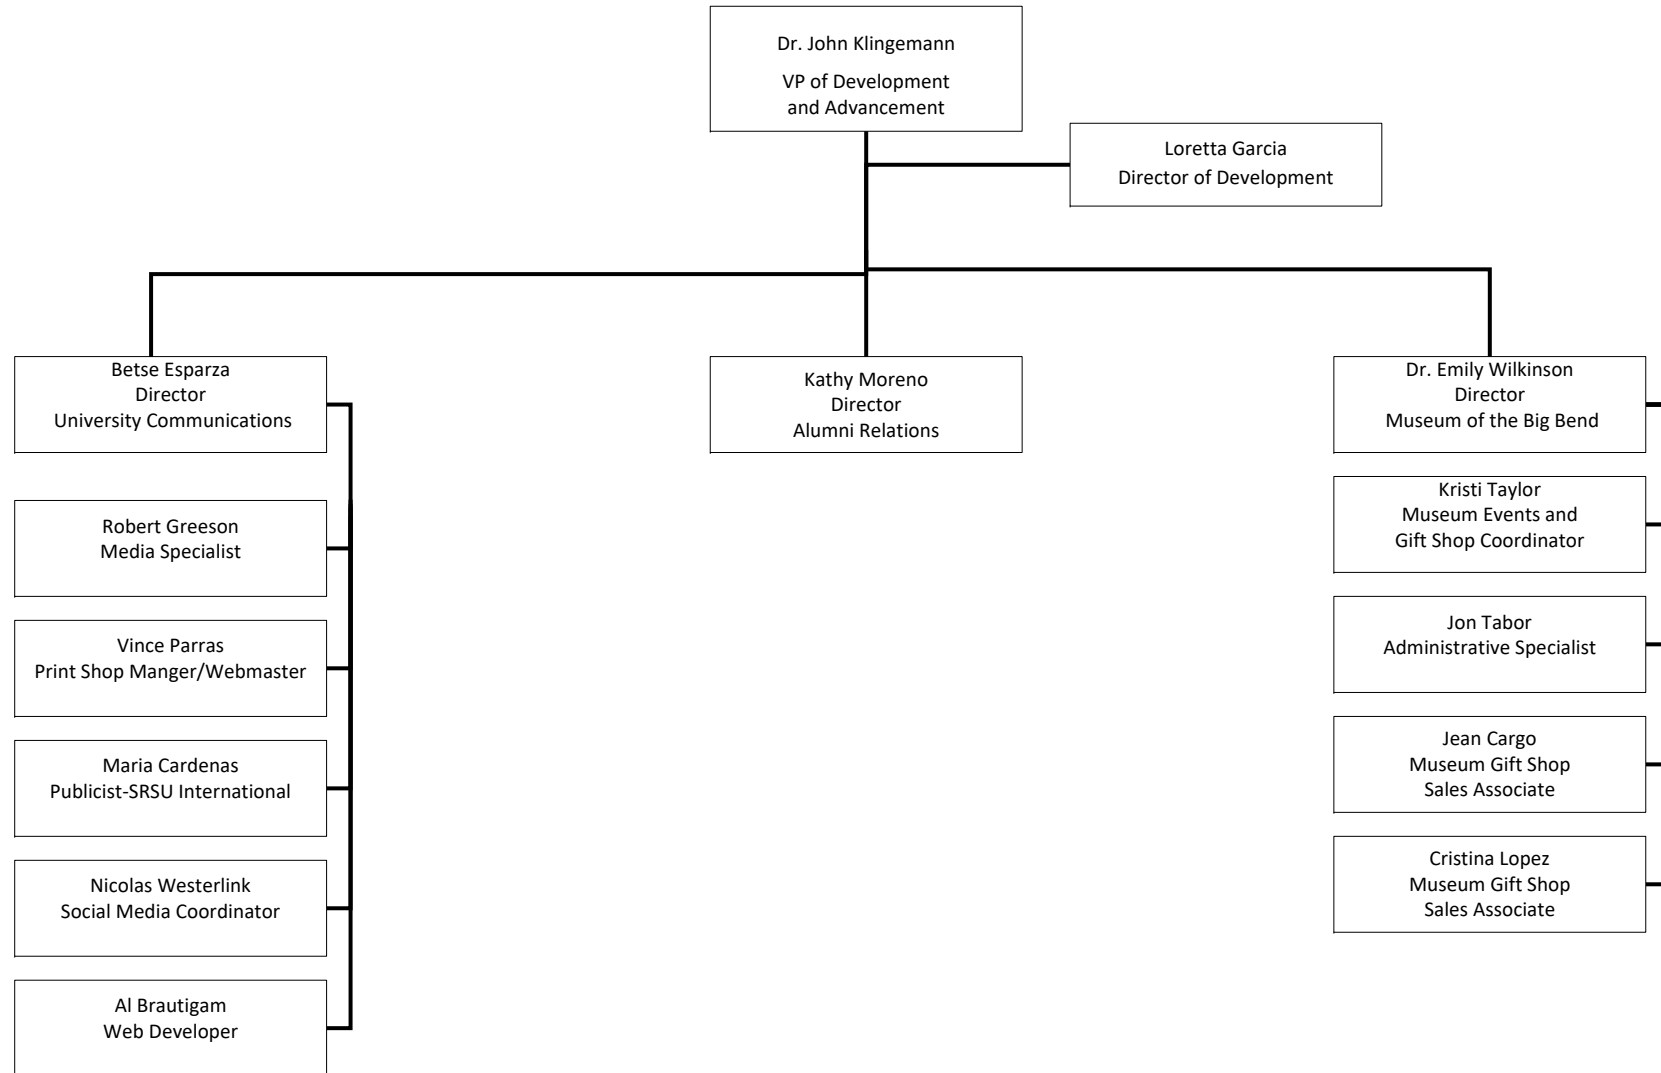 Dr. John Klingemann
VP of Development
and Advancement
Loretta Garcia
Director of Development
Betse Esparza
Director
University Communications
Kathy Moreno
Director
Alumni Relations
Dr. Emily Wilkinson
Director
Museum of the Big Bend
Robert Greeson
Media Specialist
Vince Parras
Print Shop Manger/Webmaster
Maria Cardenas
Publicist-SRSU International
Nicolas Westerlink
Social Media Coordinator
Al Brautigam
Web Developer
Kristi Taylor
Museum Events and
Gift Shop Coordinator
Jon Tabor
Administrative Specialist
Jean Cargo
Museum Gift Shop
Sales Associate
Cristina Lopez
Museum Gift Shop
Sales Associate